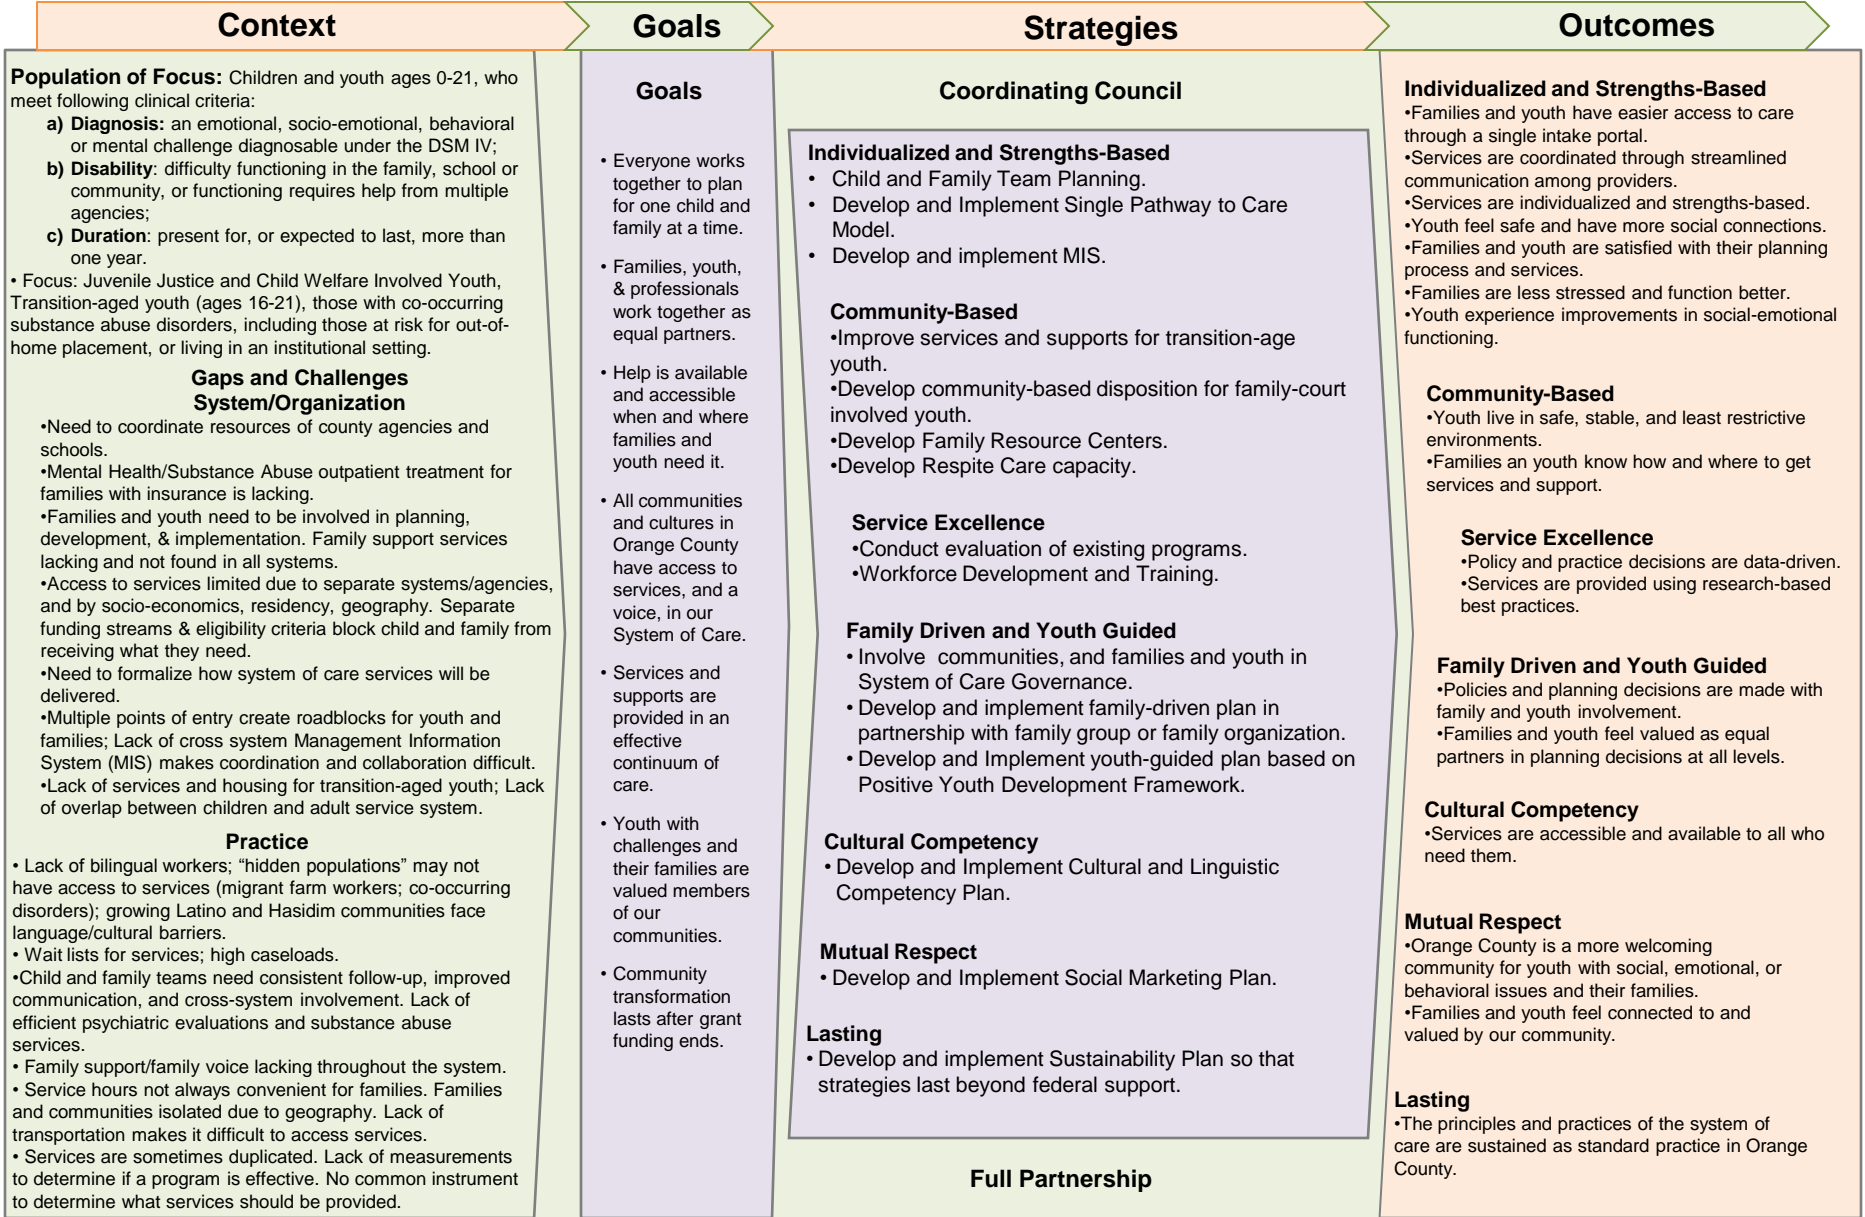 Context
Goals
Strategies
Outcomes
Population of Focus: Children and youth ages 0-21, who
meet following clinical criteria:
a) Diagnosis: an emotional, socio-emotional, behavioral
or mental challenge diagnosable under the DSM IV;
b) Disability: difficulty functioning in the family, school or
community, or functioning requires help from multiple
agencies;
c) Duration: present for, or expected to last, more than
one year.
• Focus: Juvenile Justice and Child Welfare Involved Youth,
Transition-aged youth (ages 16-21), those with co-occurring
substance abuse disorders, including those at risk for out-of-
home placement, or living in an institutional setting.
Gaps and Challenges
System/Organization
•Need to coordinate resources of county agencies and
schools.
•Mental Health/Substance Abuse outpatient treatment for
families with insurance is lacking.
•Families and youth need to be involved in planning,
development, & implementation. Family support services
lacking and not found in all systems.
•Access to services limited due to separate systems/agencies,
and by socio-economics, residency, geography. Separate
funding streams & eligibility criteria block child and family from
receiving what they need.
•Need to formalize how system of care services will be
delivered.
•Multiple points of entry create roadblocks for youth and
families; Lack of cross system Management Information
System (MIS) makes coordination and collaboration difficult.
•Lack of services and housing for transition-aged youth; Lack
of overlap between children and adult service system.
Practice
• Lack of bilingual workers; “hidden populations” may not
have access to services (migrant farm workers; co-occurring
disorders); growing Latino and Hasidim communities face
language/cultural barriers.
• Wait lists for services; high caseloads.
•Child and family teams need consistent follow-up, improved
communication, and cross-system involvement. Lack of
efficient psychiatric evaluations and substance abuse
services.
• Family support/family voice lacking throughout the system.
• Service hours not always convenient for families. Families
and communities isolated due to geography. Lack of
transportation makes it difficult to access services.
• Services are sometimes duplicated. Lack of measurements
to determine if a program is effective. No common instrument
to determine what services should be provided.
Goals
• Everyone works
together to plan
for one child and
family at a time.
• Families, youth,
& professionals
work together as
equal partners.
• Help is available
and accessible
when and where
families and
youth need it.
• All communities
and cultures in
Orange County
have access to
services, and a
voice, in our
System of Care.
• Services and
supports are
provided in an
effective
continuum of
care.
• Youth with
challenges and
their families are
valued members
of our
communities.
• Community
transformation
lasts after grant
funding ends.
Coordinating Council
Individualized and Strengths-Based
• Child and Family Team Planning.
• Develop and Implement Single Pathway to Care
Model.
• Develop and implement MIS.
Community-Based
•Improve services and supports for transition-age
youth.
•Develop community-based disposition for family-court
involved youth.
•Develop Family Resource Centers.
•Develop Respite Care capacity.
Service Excellence
•Conduct evaluation of existing programs.
•Workforce Development and Training.
Family Driven and Youth Guided
• Involve communities, and families and youth in
System of Care Governance.
• Develop and implement family-driven plan in
partnership with family group or family organization.
• Develop and Implement youth-guided plan based on
Positive Youth Development Framework.
Cultural Competency
• Develop and Implement Cultural and Linguistic
Competency Plan.
Mutual Respect
• Develop and Implement Social Marketing Plan.
Lasting
• Develop and implement Sustainability Plan so that
strategies last beyond federal support.
Full Partnership
Individualized and Strengths-Based
•Families and youth have easier access to care
through a single intake portal.
•Services are coordinated through streamlined
communication among providers.
•Services are individualized and strengths-based.
•Youth feel safe and have more social connections.
•Families and youth are satisfied with their planning
process and services.
•Families are less stressed and function better.
•Youth experience improvements in social-emotional
functioning.
Community-Based
•Youth live in safe, stable, and least restrictive
environments.
•Families an youth know how and where to get
services and support.
Service Excellence
•Policy and practice decisions are data-driven.
•Services are provided using research-based
best practices.
Family Driven and Youth Guided
•Policies and planning decisions are made with
family and youth involvement.
•Families and youth feel valued as equal
partners in planning decisions at all levels.
Cultural Competency
•Services are accessible and available to all who
need them.
Mutual Respect
•Orange County is a more welcoming
community for youth with social, emotional, or
behavioral issues and their families.
•Families and youth feel connected to and
valued by our community.
Lasting
•The principles and practices of the system of
care are sustained as standard practice in Orange
County.